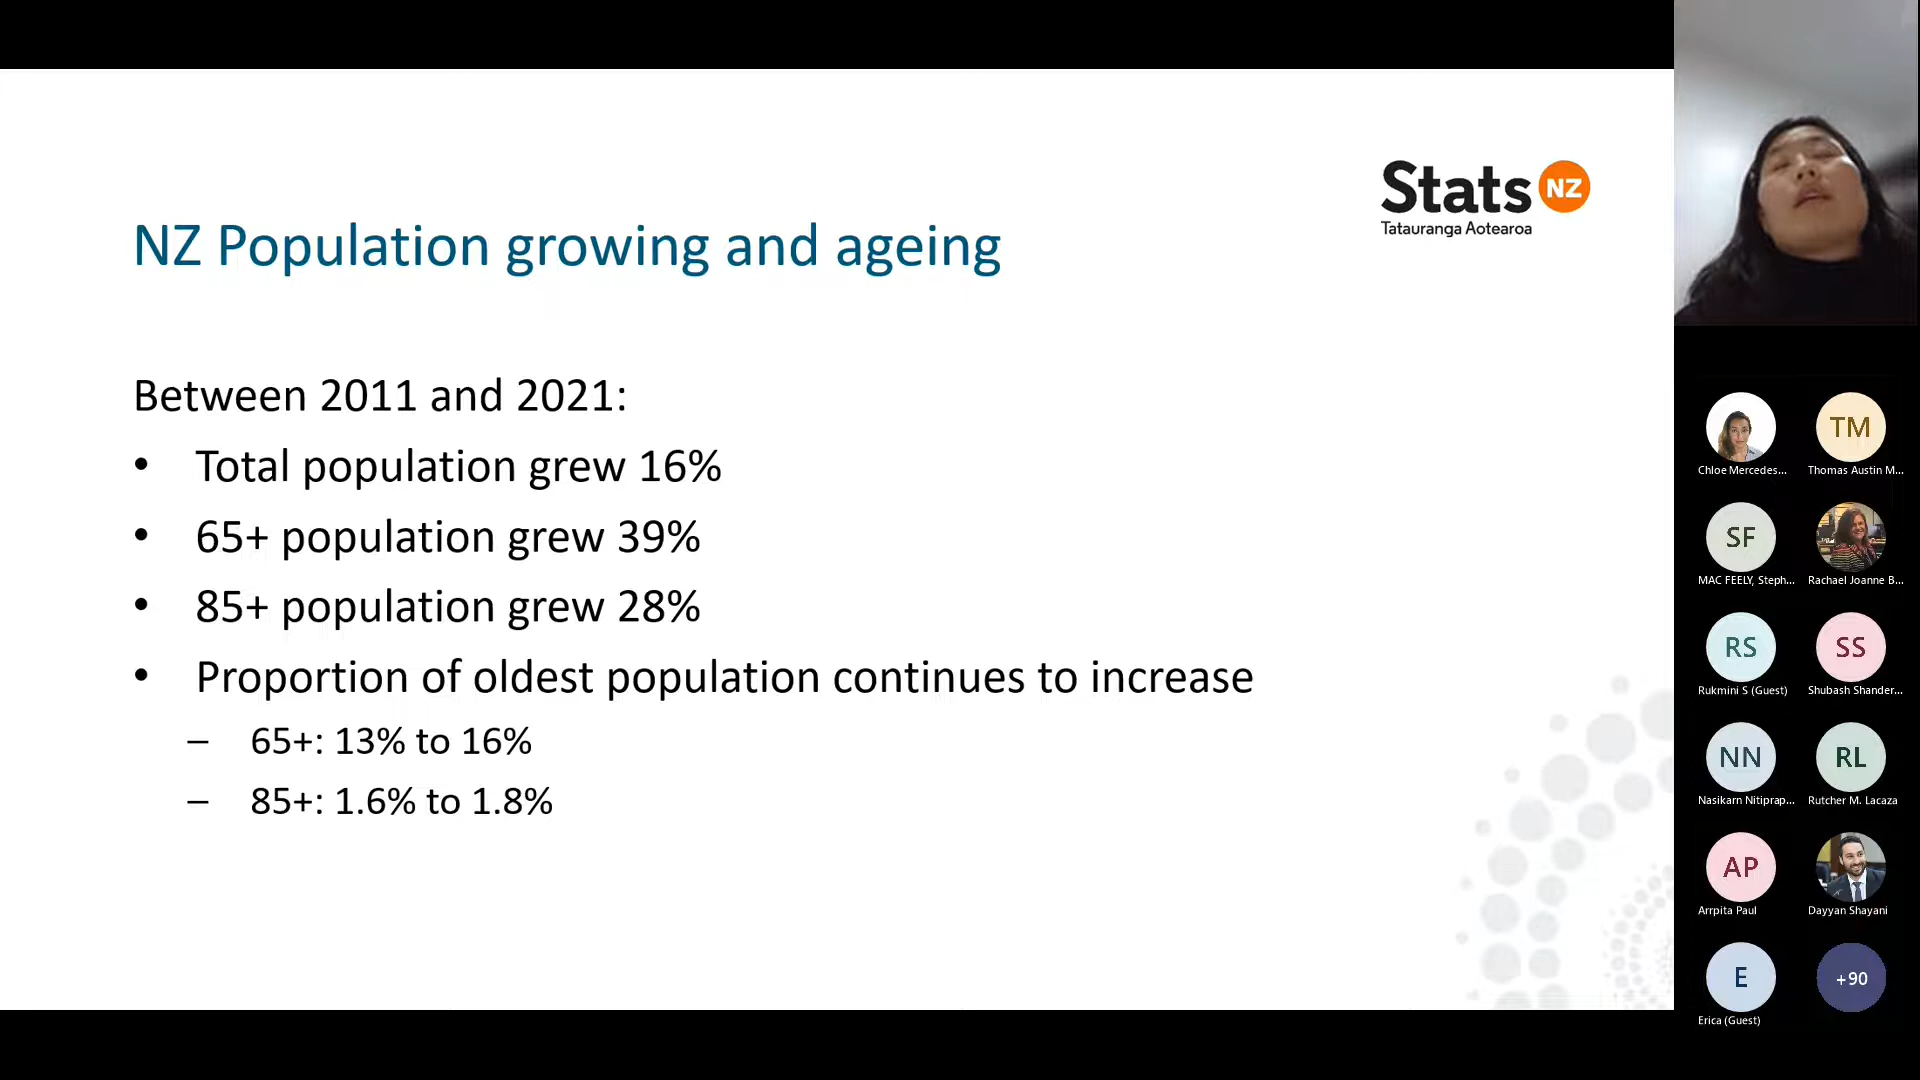 Stats NZ
Tatauranga Aotearoa
NZ Population growing and ageing
Between 2011 and 2021:
• Total population grew 16%
• 65+ population grew 39%
• 85+ population grew 28%
• Proportion of oldest population continues to increase
– 65+: 13% to 16%
– 85+: 1.6% to 1.8%
TM
Chloe Mercedes... Thomas Austin M...
SF
MAC FEELY, Steph... Rachael Joanne B...
RS SS
Rukmini S (Guest) Shubash Shander...
NN RL
Nasikarn Nitiprap... Rutcher M. Lacaza
AP
Arrpita Paul Dayyan Shayani
E +90
Erica (Guest)